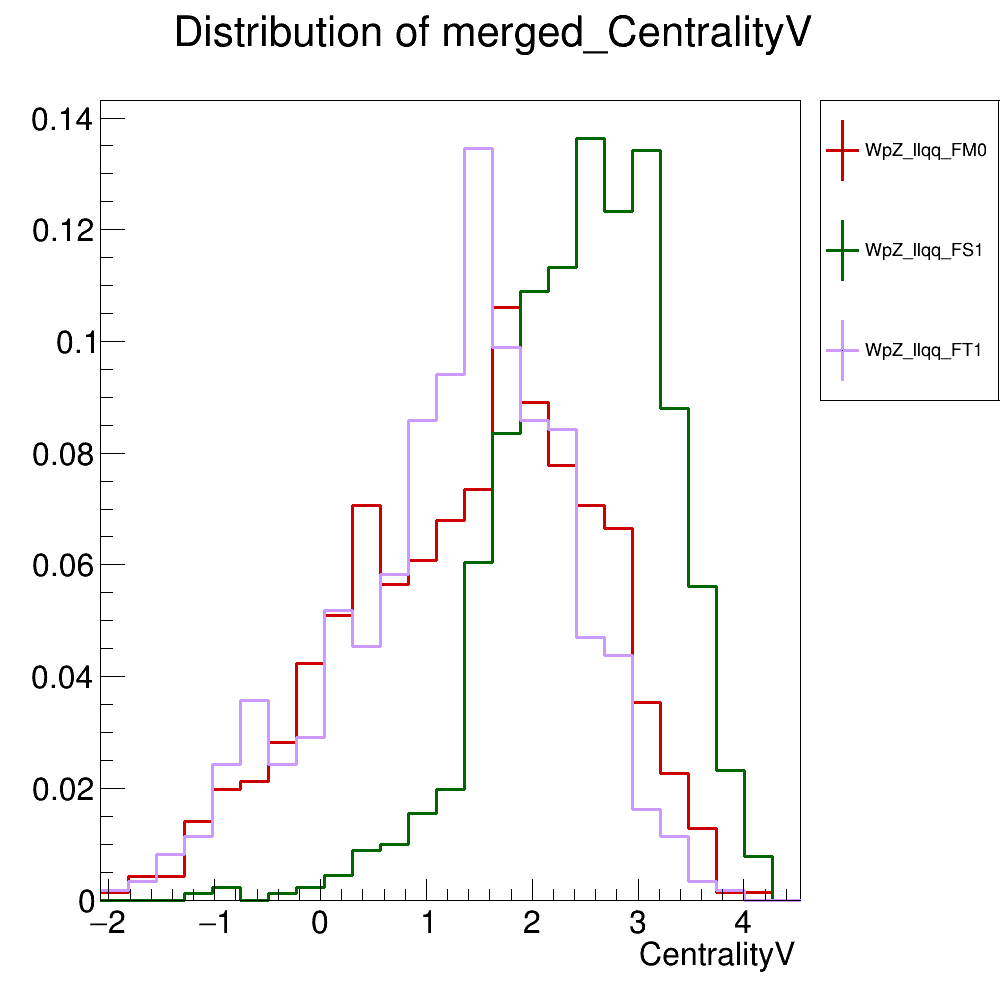 Distribution of merged_CentralityV
0.14
0.12
0.1
0.08
0.06
0.04
0.02
0
−2 −1 0 1 2 3 4
CentralityV
WpZ_llqq_FM0
WpZ_llqq_FS1
WpZ_llqq_FT1